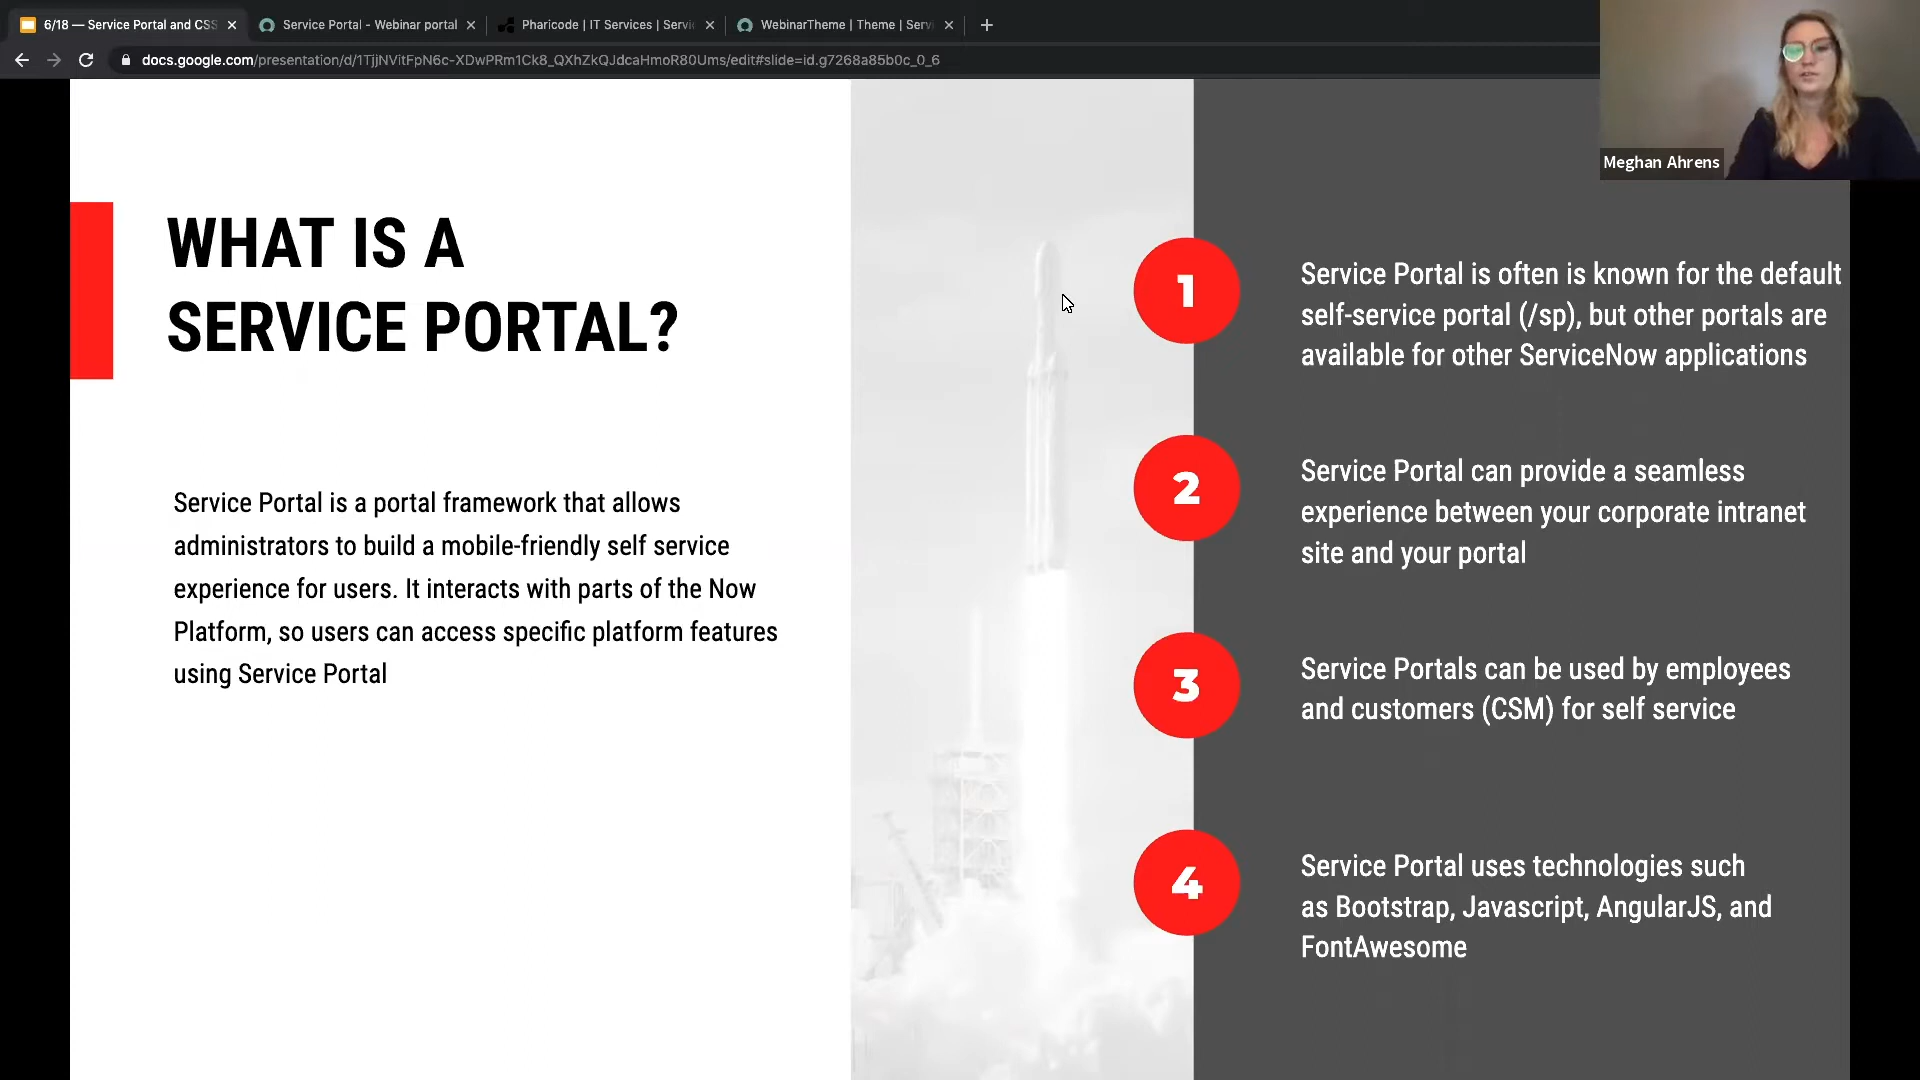 6/18 — Service Portal and CSS
Service Portal - Webinar portal
Pharicode | IT Services | Servi
WebinarTheme | Theme | Serv
docs.google.com/presentation/d/1TjjNVitFpN6c-XDwPRm1Ck8_QXhZkQJdcaHmoR80Ums/edit#slide=id.g7268a85b0c_0_6
Meghan Ahrens
WHAT IS A
SERVICE PORTAL?
Service Portal is a portal framework that allows
administrators to build a mobile-friendly self service
experience for users. It interacts with parts of the Now
Platform, so users can access specific platform features
using Service Portal
1
Service Portal is often is known for the default
self-service portal (/sp), but other portals are
available for other ServiceNow applications
2
Service Portal can provide a seamless
experience between your corporate intranet
site and your portal
3
Service Portals can be used by employees
and customers (CSM) for self service
4
Service Portal uses technologies such
as Bootstrap, Javascript, AngularJS, and
FontAwesome